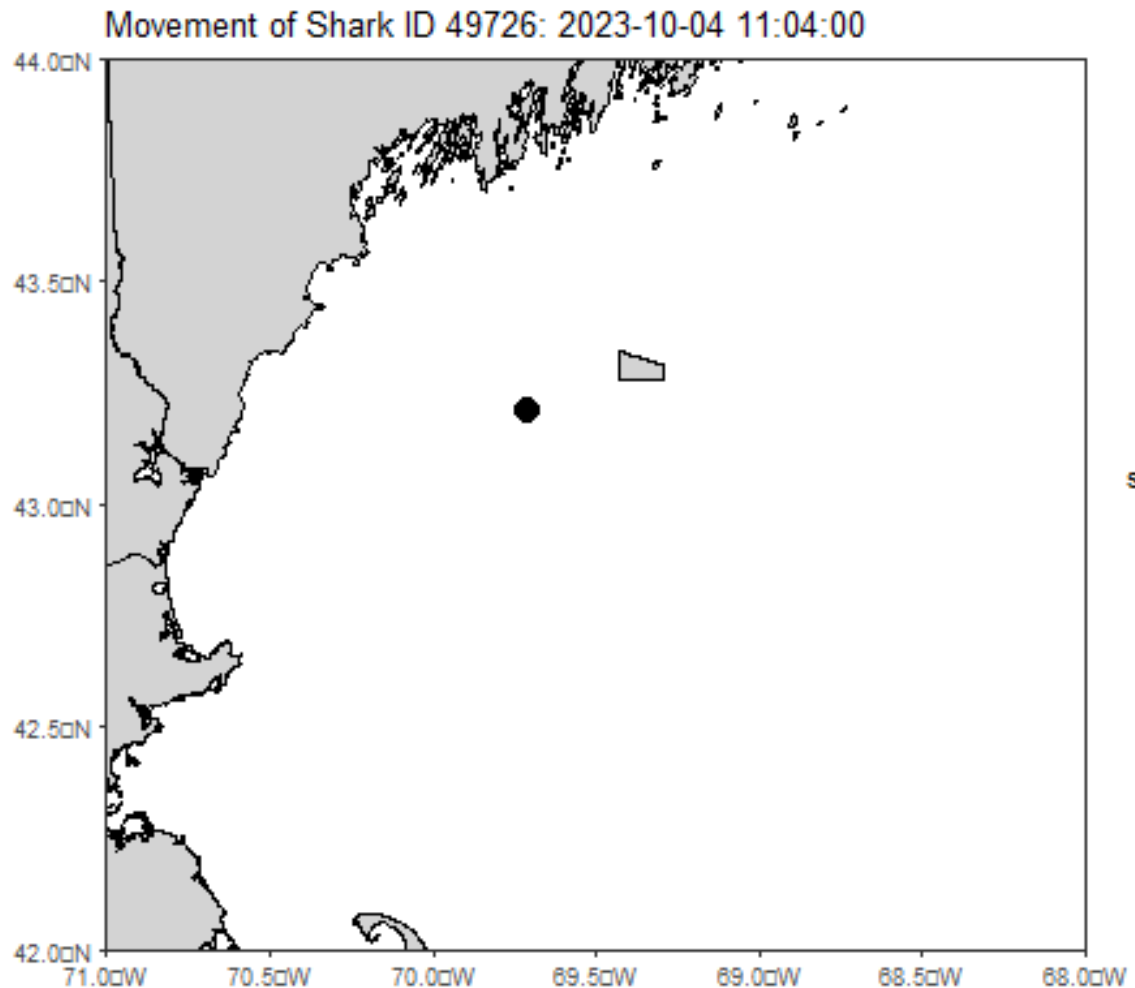 Movement of Shark ID 49726: 2023-10-04 11:04:00
44.0□N
43.5□N
43.0□N
42.5□N
42.0□N
71.0□W 70.5□W 70.0□W 69.5□W 69.0□W 68.5□W 68.0□W
s